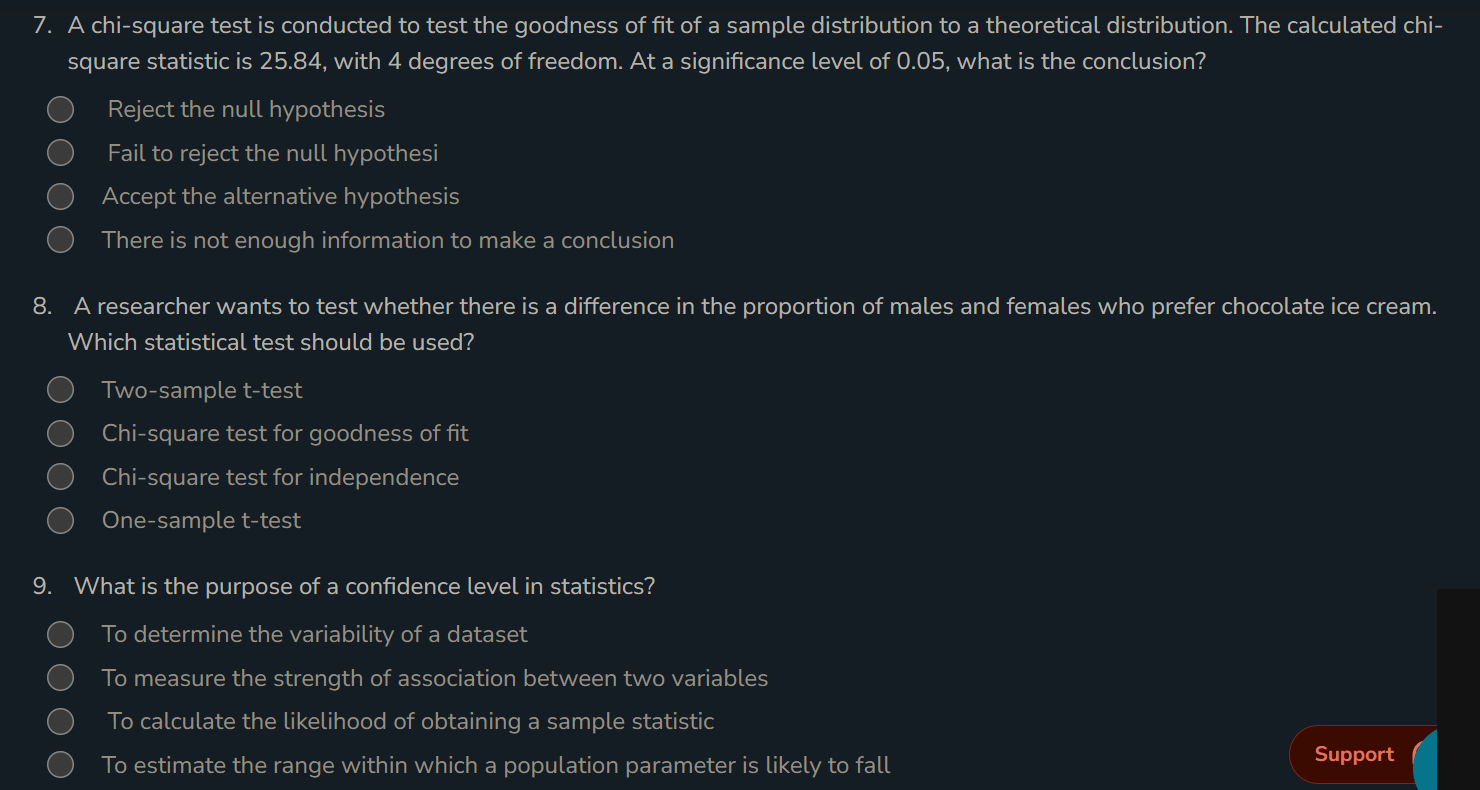 7. A chi-square test is conducted to test the goodness of fit of a sample distribution to a theoretical distribution. The calculated chi-
square statistic is 25.84, with 4 degrees of freedom. At a significance level of 0.05, what is the conclusion?
Reject the null hypothesis
Fail to reject the null hypothesi
Accept the alternative hypothesis
There is not enough information to make a conclusion
8. A researcher wants to test whether there is a difference in the proportion of males and females who prefer chocolate ice cream.
Which statistical test should be used?
Two-sample t-test
Chi-square test for goodness of fit
Chi-square test for independence
One-sample t-test
9. What is the purpose of a confidence level in statistics?
To determine the variability of a dataset
To measure the strength of association between two variables
To calculate the likelihood of obtaining a sample statistic
To estimate the range within which a population parameter is likely to fall
Support